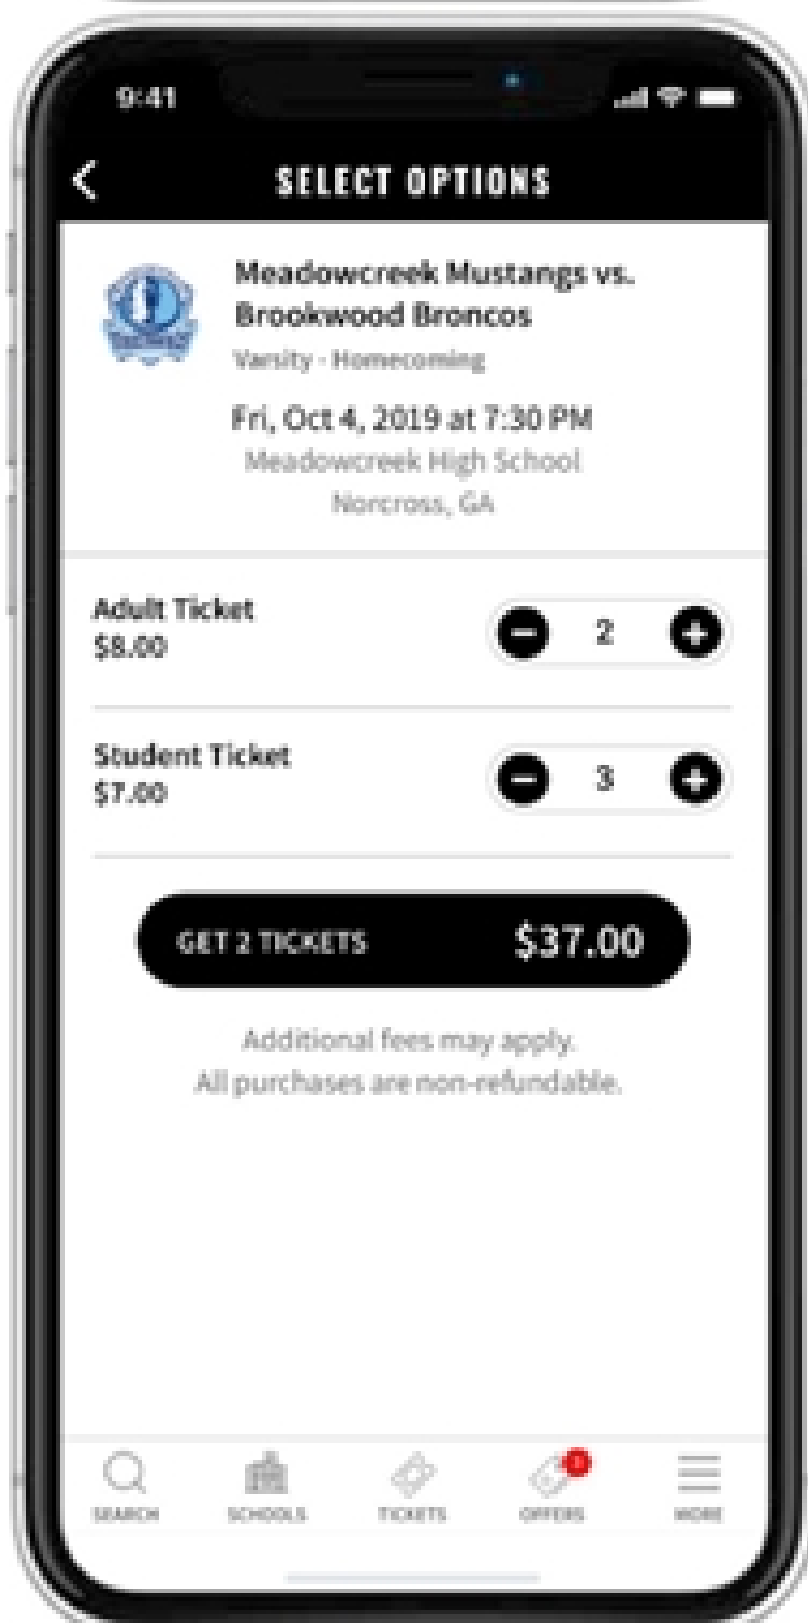 9:41
SELECT OPTIONS
Meadowcreek Mustangs vs.
Brookwood Broncos
Varsity - Homecoming
Fri, Oct 4, 2019 at 7:30 PM
Meadowcreek High School
Norcross, GA
Adult Ticket
$8.00
2
Student Ticket
$7.00
3
GET 2 TICKETS $37.00
Additional fees may apply.
All purchases are non-refundable.
SEARCH SCHOOLS TICKETS OFFERS MORE